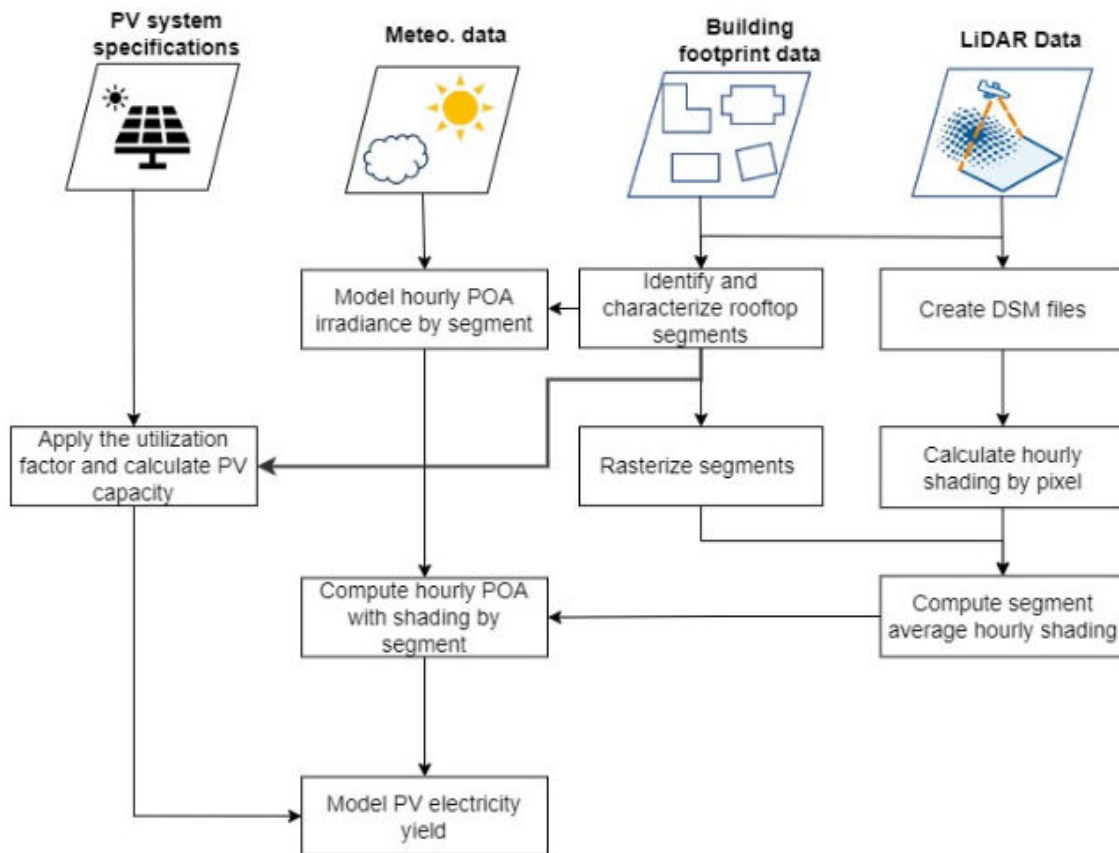 PV system
specifications
Meteo. data
Building
footprint data
LiDAR Data
Model hourly POA
irradiance by segment
Identify and
characterize rooftop
segments
Create DSM files
Apply the utilization
factor and calculate PV
capacity
Rasterize segments
Calculate hourly
shading by pixel
Compute hourly POA
with shading by
segment
Compute segment
average hourly shading
Model PV electricity
yield